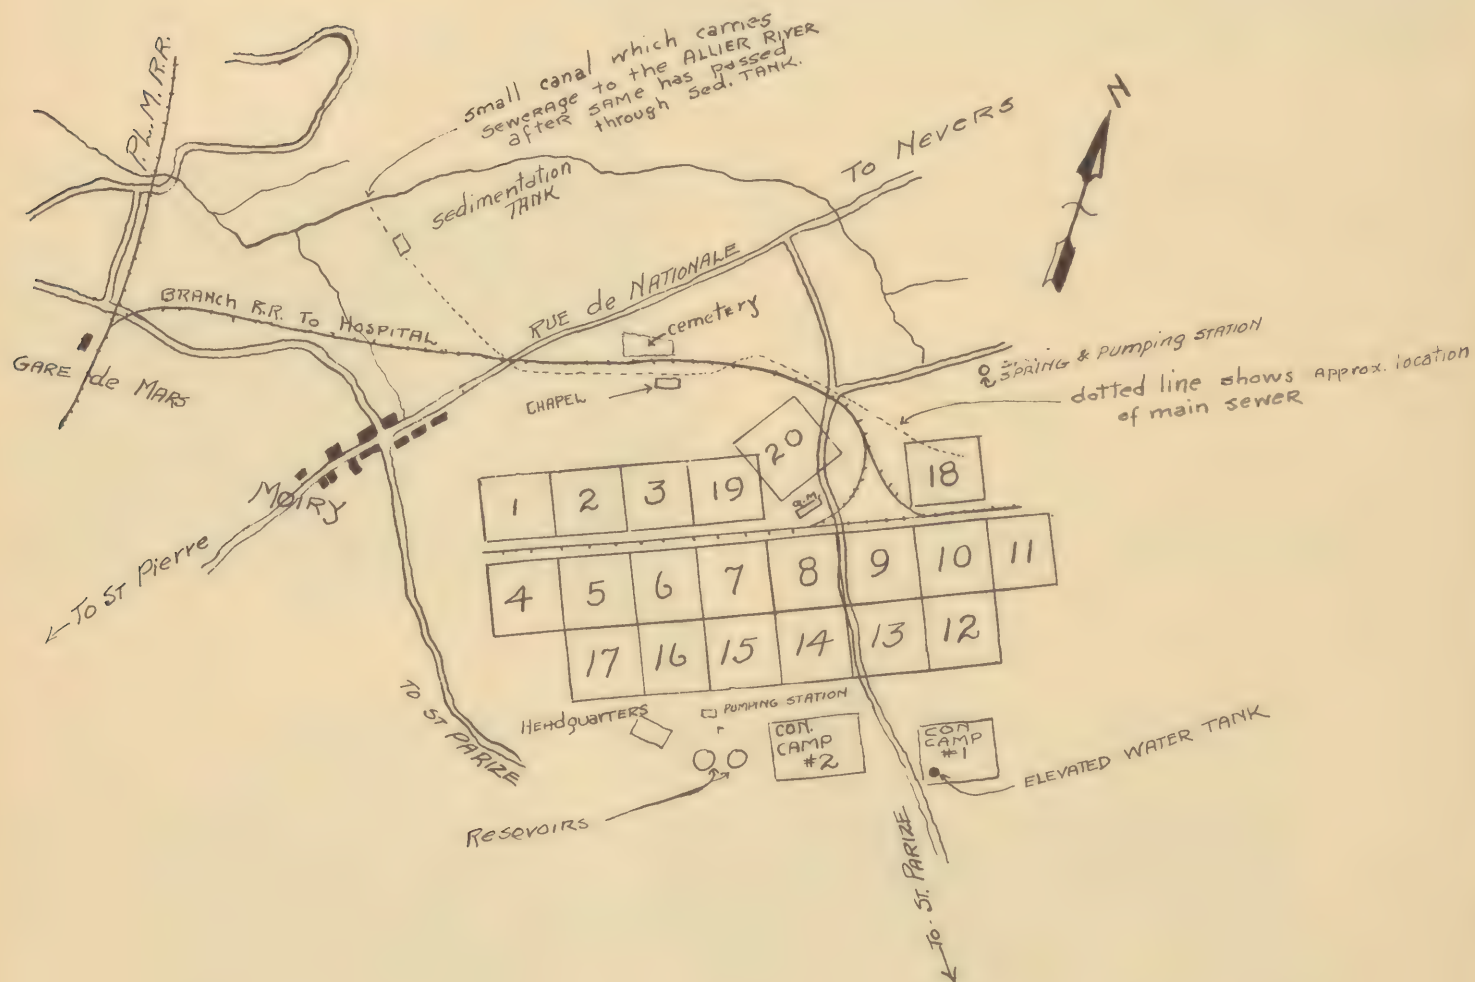 small canal which carries
sewerage to the ALLIER RIVER
after SAME has passed
through Sed. TANK.
P.L.M.R.R.
N
TO NEVERS
sedimentation
TANK
RUE de NATIONALE
BRANCH R.R. TO HOSPITAL
cemetery
SPRING & PUMPING STATION
GARE de MARS
dotted line shows Approx. location
of main sewer
CHAPEL
20
18
1 2 3 19
Q.M
MOIRY
To ST Pierre
4 5 6 7 8 9 10 11
17 16 15 14 13 12
To ST PARIZE
HEADquARTERS
PUMPING STATION
CON.
CAMP
#2
CON
CAMP
#1
ELEVATED WATER TANK
Resevoirs
To - ST. PARIZE